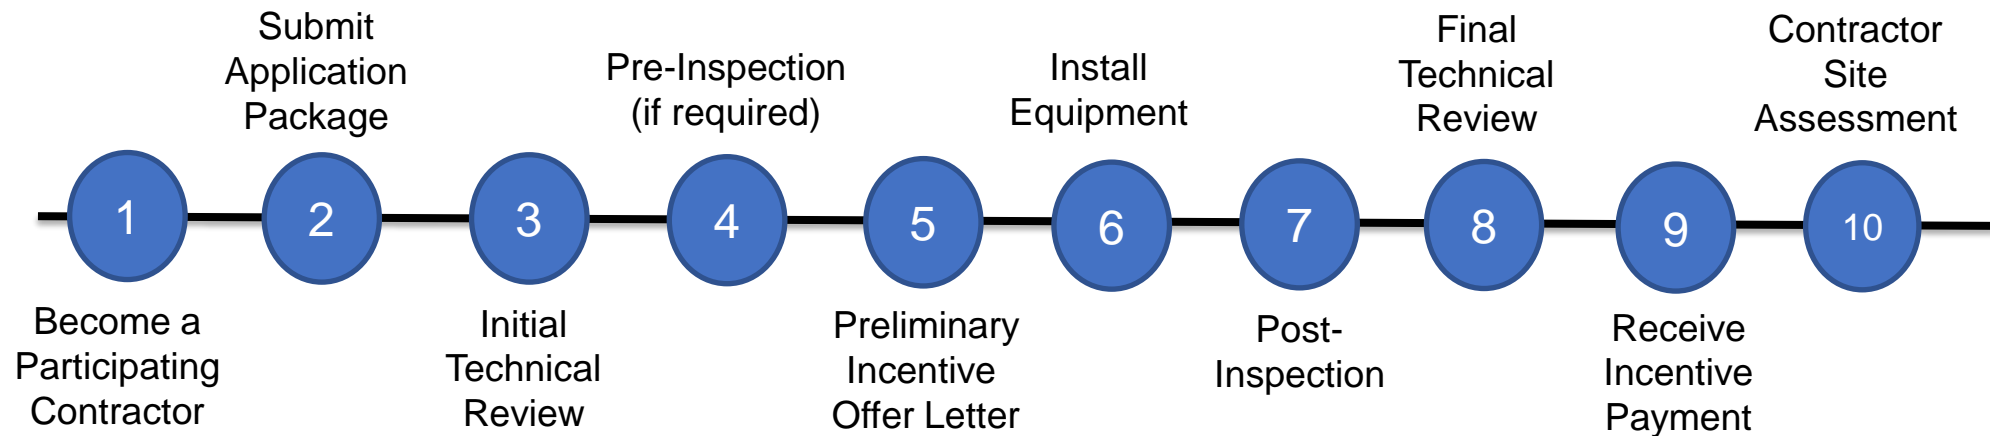 1
Become a
Participating
Contractor
2
Submit
Application
Package
3
Initial
Technical
Review
4
Pre-Inspection
(if required)
5
Preliminary
Incentive
Offer Letter
6
Install
Equipment
7
Post-
Inspection
8
Final
Technical
Review
9
Receive
Incentive
Payment
10
Contractor
Site
Assessment